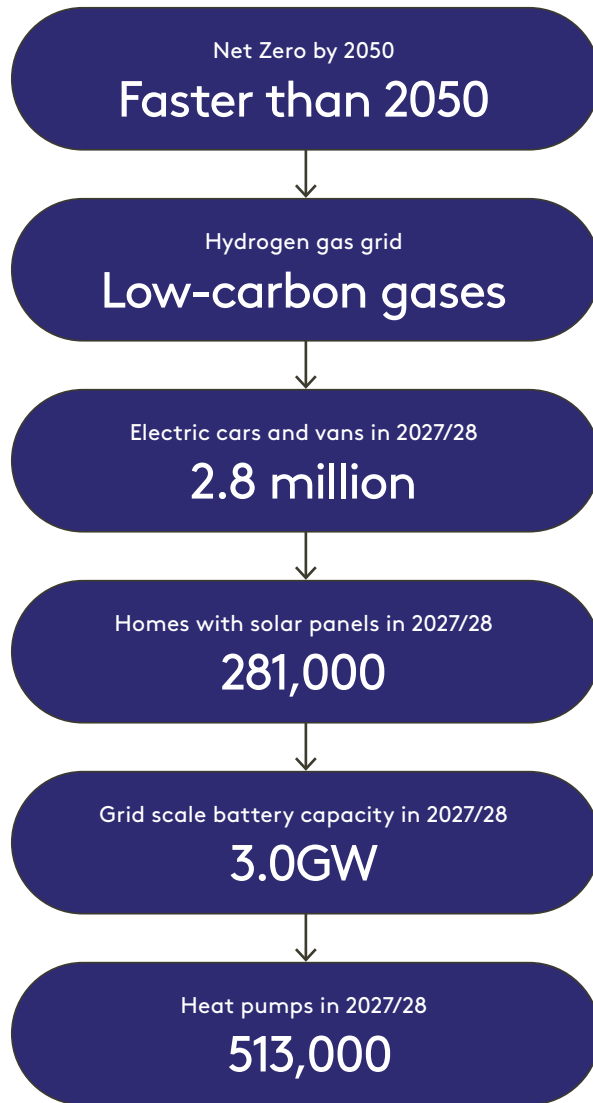 Net Zero by 2050
Faster than 2050
Hydrogen gas grid
Low-carbon gases
Electric cars and vans in 2027/28
2.8 million
Homes with solar panels in 2027/28
281,000
Grid scale battery capacity in 2027/28
3.0GW
Heat pumps in 2027/28
513,000